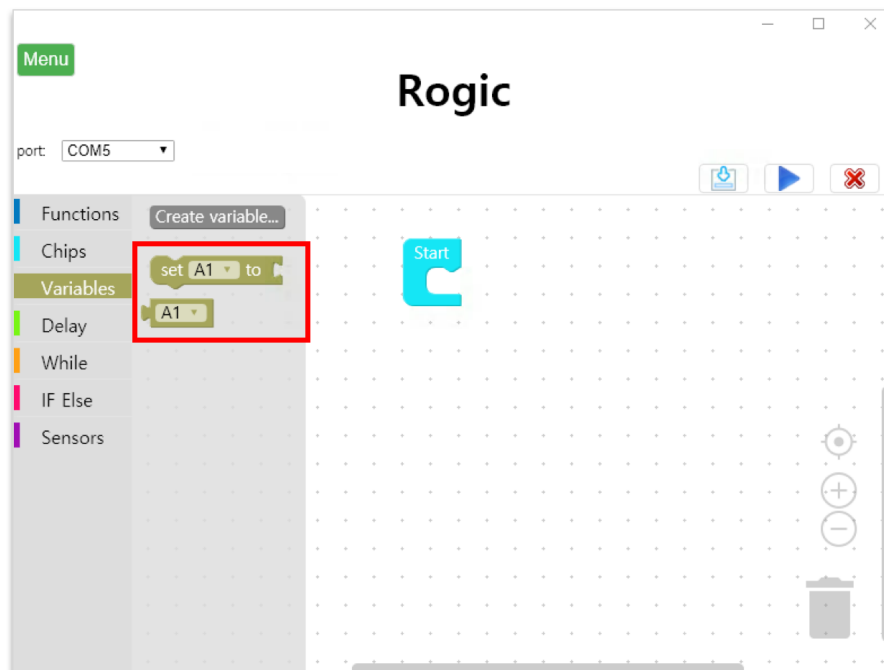 Menu
Rogic
port: COM5
Functions
Create variable...
Chips
Start
set A1 to
Variables
A1
Delay
While
IF Else
Sensors